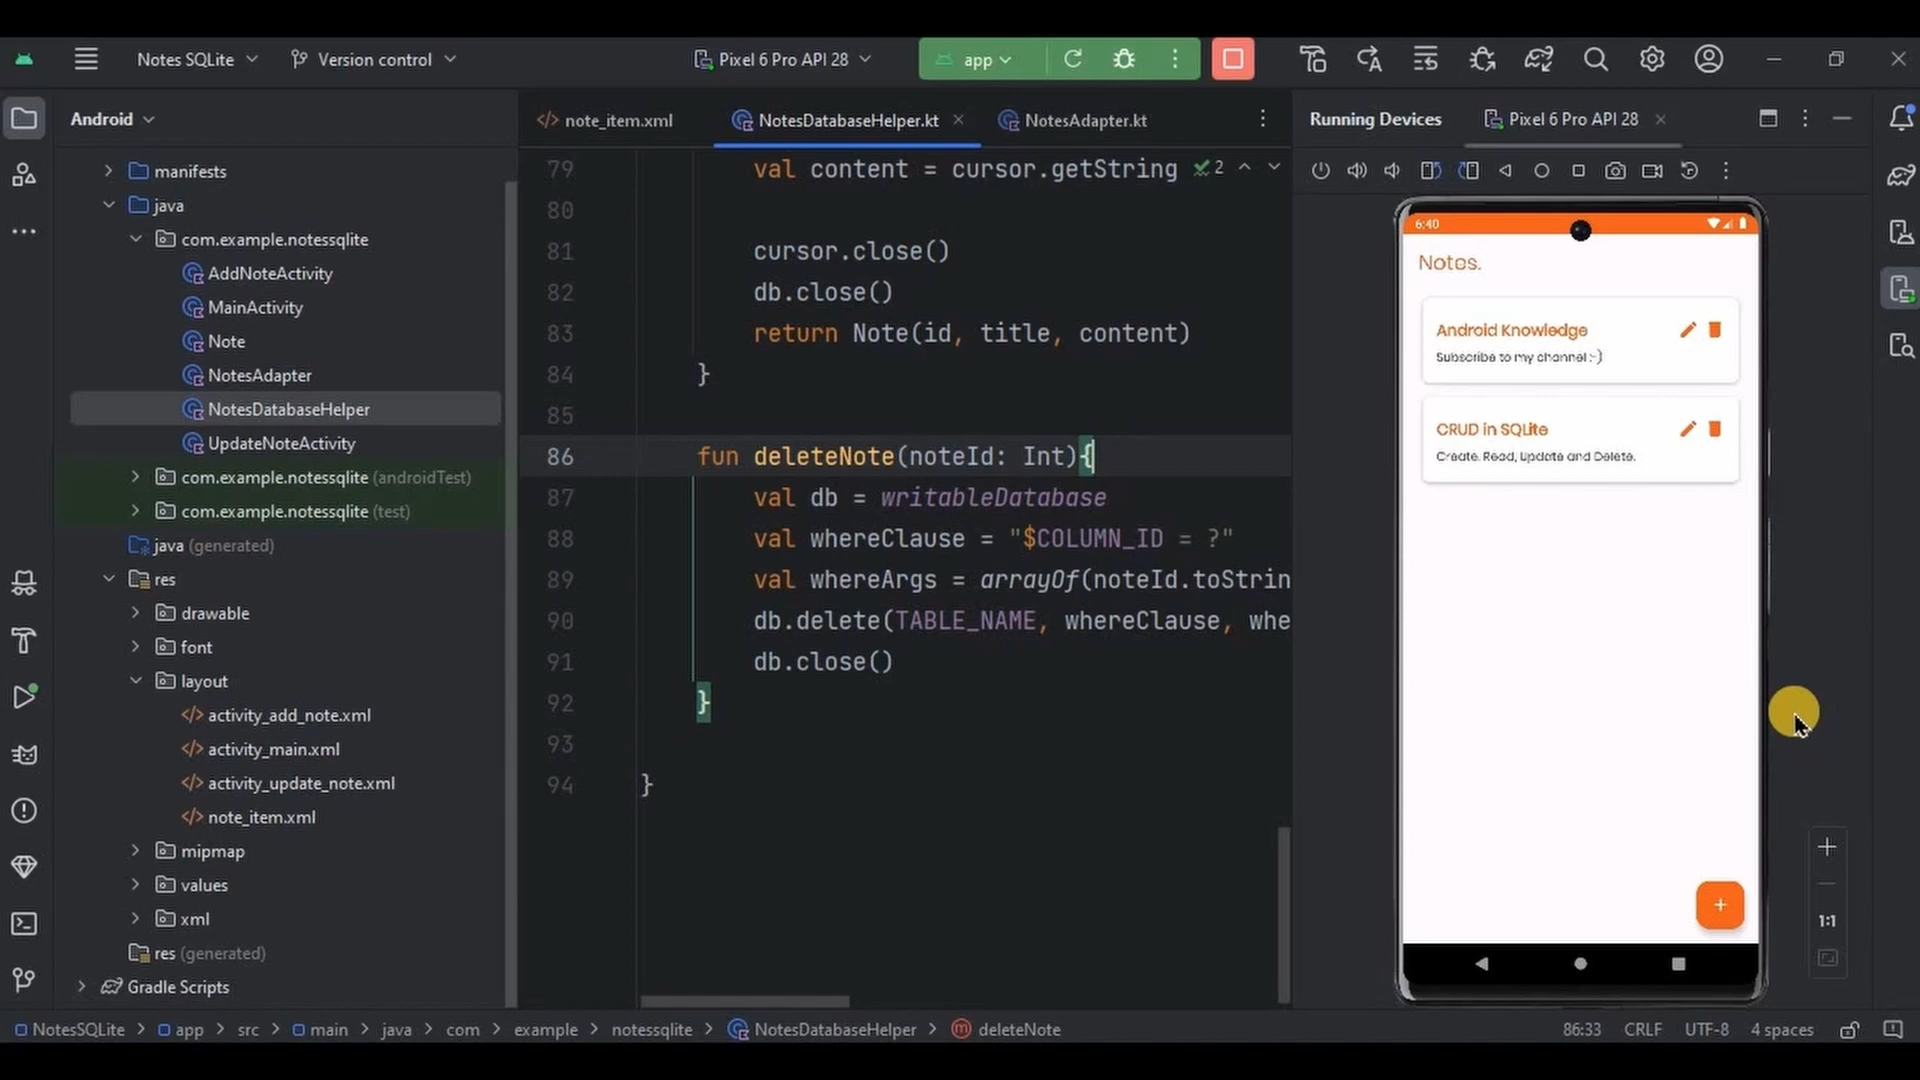 Notes SQLite
Version control
Pixel 6 Pro API 28
app
Android
note_item.xml
NotesDatabaseHelper.kt
NotesAdapter.kt
Running Devices
Pixel 6 Pro API 28
manifests
java
com.example.notessqlite
AddNoteActivity
MainActivity
Note
NotesAdapter
NotesDatabaseHelper
UpdateNoteActivity
com.example.notessqlite (androidTest)
com.example.notessqlite (test)
java (generated)
res
drawable
font
layout
activity_add_note.xml
activity_main.xml
activity_update_note.xml
note_item.xml
mipmap
values
xml
res (generated)
Gradle Scripts
79 val content = cursor.getString
2
80
81 cursor.close()
82 db.close()
83 return Note(id, title, content)
84 }
85
86 fun deleteNote(noteId: Int){
87 val db = writableDatabase
88 val whereClause = "$COLUMN_ID = ?"
89 val whereArgs = arrayOf(noteId.toStrin
90 db.delete(TABLE_NAME, whereClause, whe
91 db.close()
92 }
93
94 }
6:40
Notes.
Android Knowledge
Subscribe to my channel :-)
CRUD in SQLite
Create, Read, Update and Delete.
+
1:1
NotesSQLite > app > src > main > java > com > example > notessqlite > NotesDatabaseHelper > deleteNote
86:33 CRLF UTF-8 4 spaces